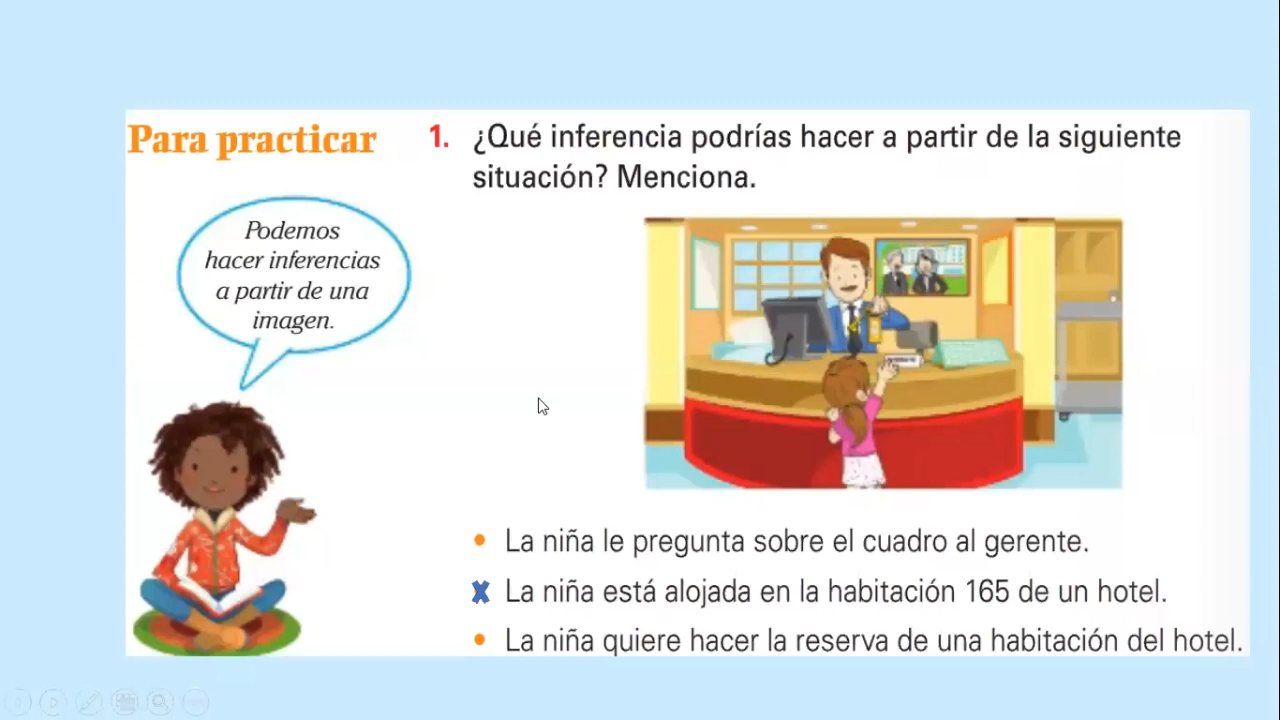 Para practicar
1. ¿Qué inferencia podrías hacer a partir de la siguiente
situación? Menciona.
Podemos
hacer inferencias
a partir de una
imagen.
• La niña le pregunta sobre el cuadro al gerente.
x La niña está alojada en la habitación 165 de un hotel.
• La niña quiere hacer la reserva de una habitación del hotel.